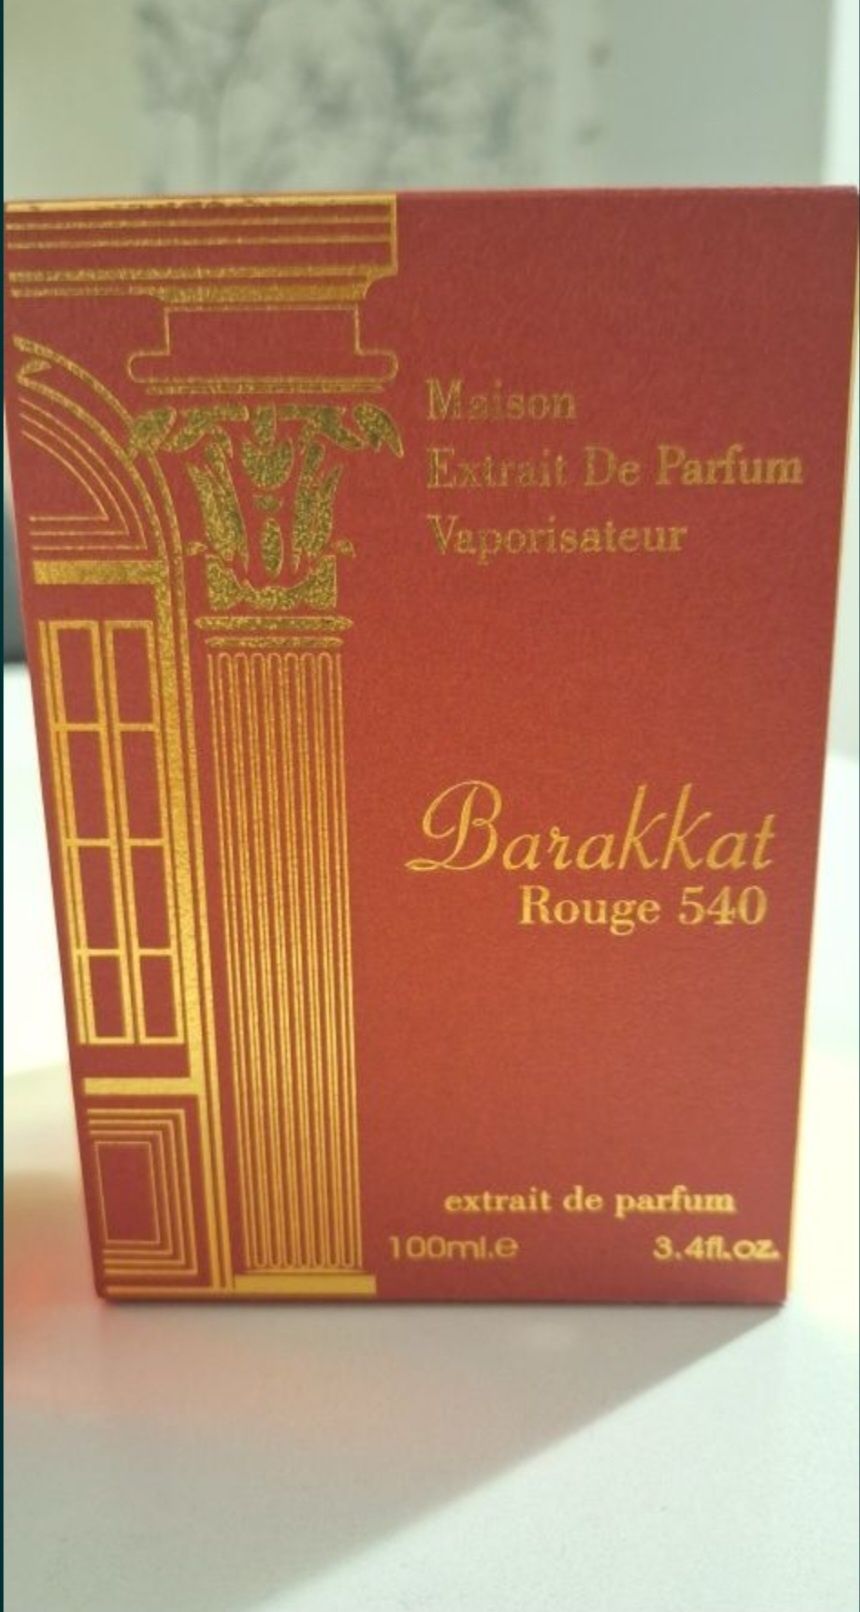 Maison
Extrait De Parfum
Vaporisateur
Barakkat
Rouge 540
extrait de parfum
100ml.e 3.4fl.oz.